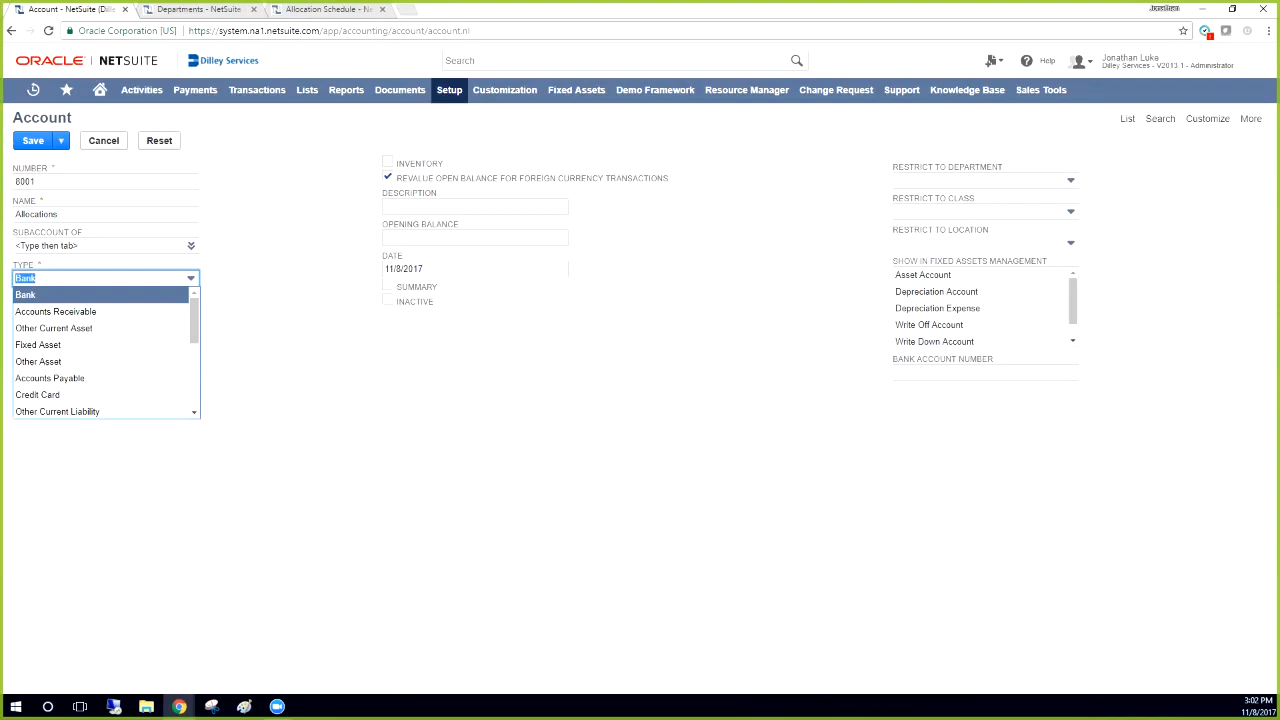 Account - NetSuite (Dille
Departments - NetSuite
Allocation Schedule - Ne
Jonathan
Oracle Corporation [US]
https://system.na1.netsuite.com/app/accounting/account/account.nl
ORACLE
NETSUITE
Dilley Services
Search
Help
Jonathan Luke
Dilley Services - V2013.1 - Administrator
Activities
Payments
Transactions
Lists
Reports
Documents
Setup
Customization
Fixed Assets
Demo Framework
Resource Manager
Change Request
Support
Knowledge Base
Sales Tools
Account
List
Search
Customize
More
Save
Cancel
Reset
NUMBER *
8001
NAME *
Allocations
SUBACCOUNT OF
<Type then tab>
TYPE *
Bank
Bank
Accounts Receivable
Other Current Asset
Fixed Asset
Other Asset
Accounts Payable
Credit Card
Other Current Liability
INVENTORY
REVALUE OPEN BALANCE FOR FOREIGN CURRENCY TRANSACTIONS
DESCRIPTION
OPENING BALANCE
DATE
11/8/2017
SUMMARY
INACTIVE
RESTRICT TO DEPARTMENT
RESTRICT TO CLASS
RESTRICT TO LOCATION
SHOW IN FIXED ASSETS MANAGEMENT
Asset Account
Depreciation Account
Depreciation Expense
Write Off Account
Write Down Account
BANK ACCOUNT NUMBER
3:02 PM
11/8/2017